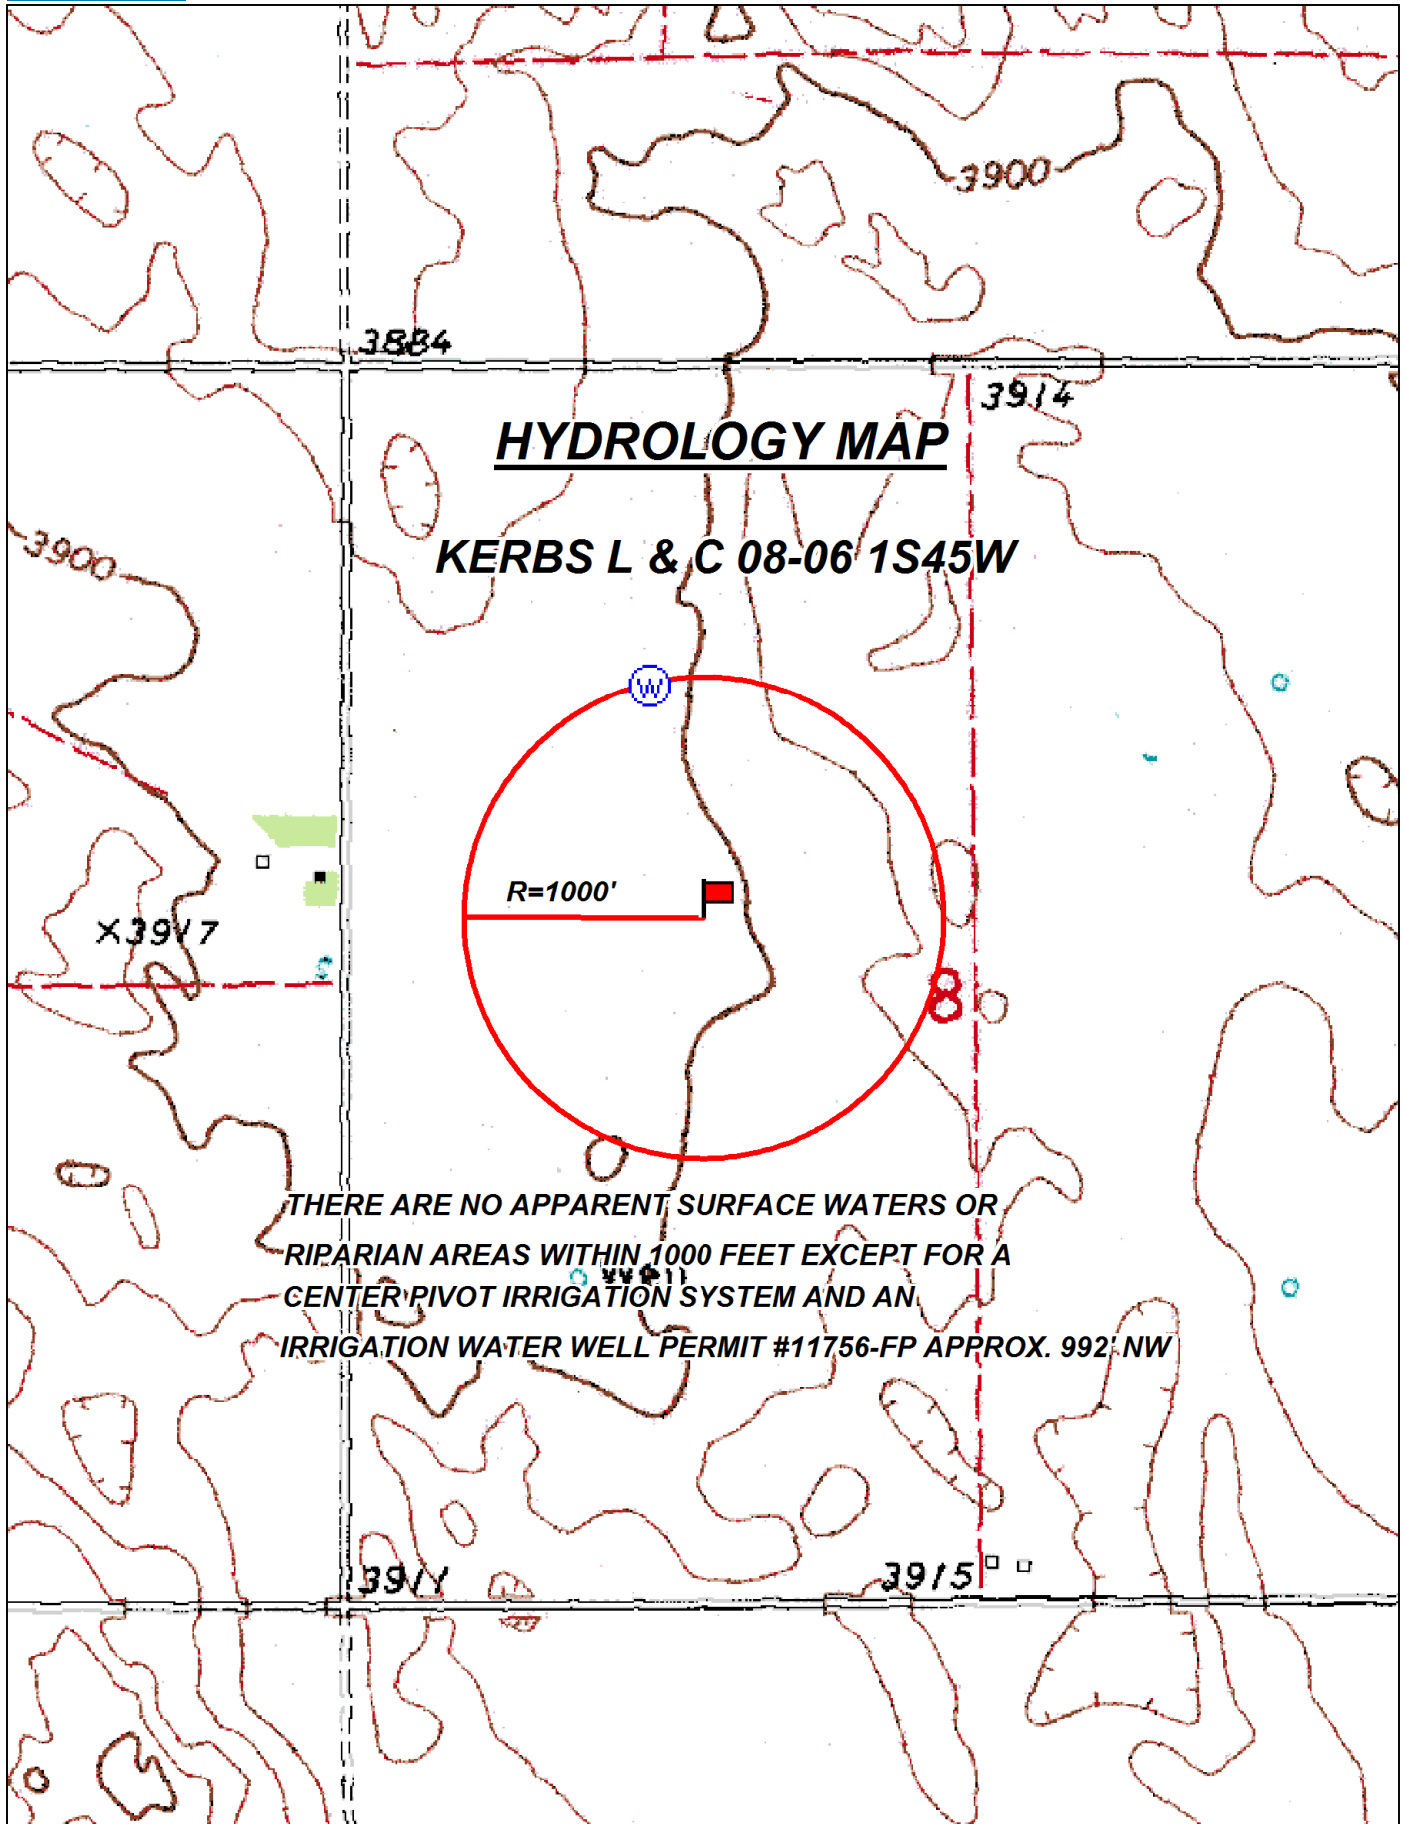 3900
3884
3914
HYDROLOGY MAP
3900
KERBS L & C 08-06 1S45W
W
R=1000'
X3917
8
THERE ARE NO APPARENT SURFACE WATERS OR
RIPARIAN AREAS WITHIN 1000 FEET EXCEPT FOR A
Well
CENTER PIVOT IRRIGATION SYSTEM AND AN
IRRIGATION WATER WELL PERMIT #11756-FP APPROX. 992' NW
3911
3915